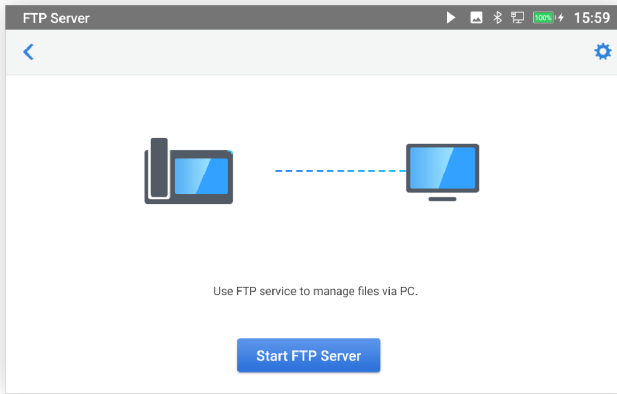 FTP Server
100%
15:59
Use FTP service to manage files via PC.
Start FTP Server